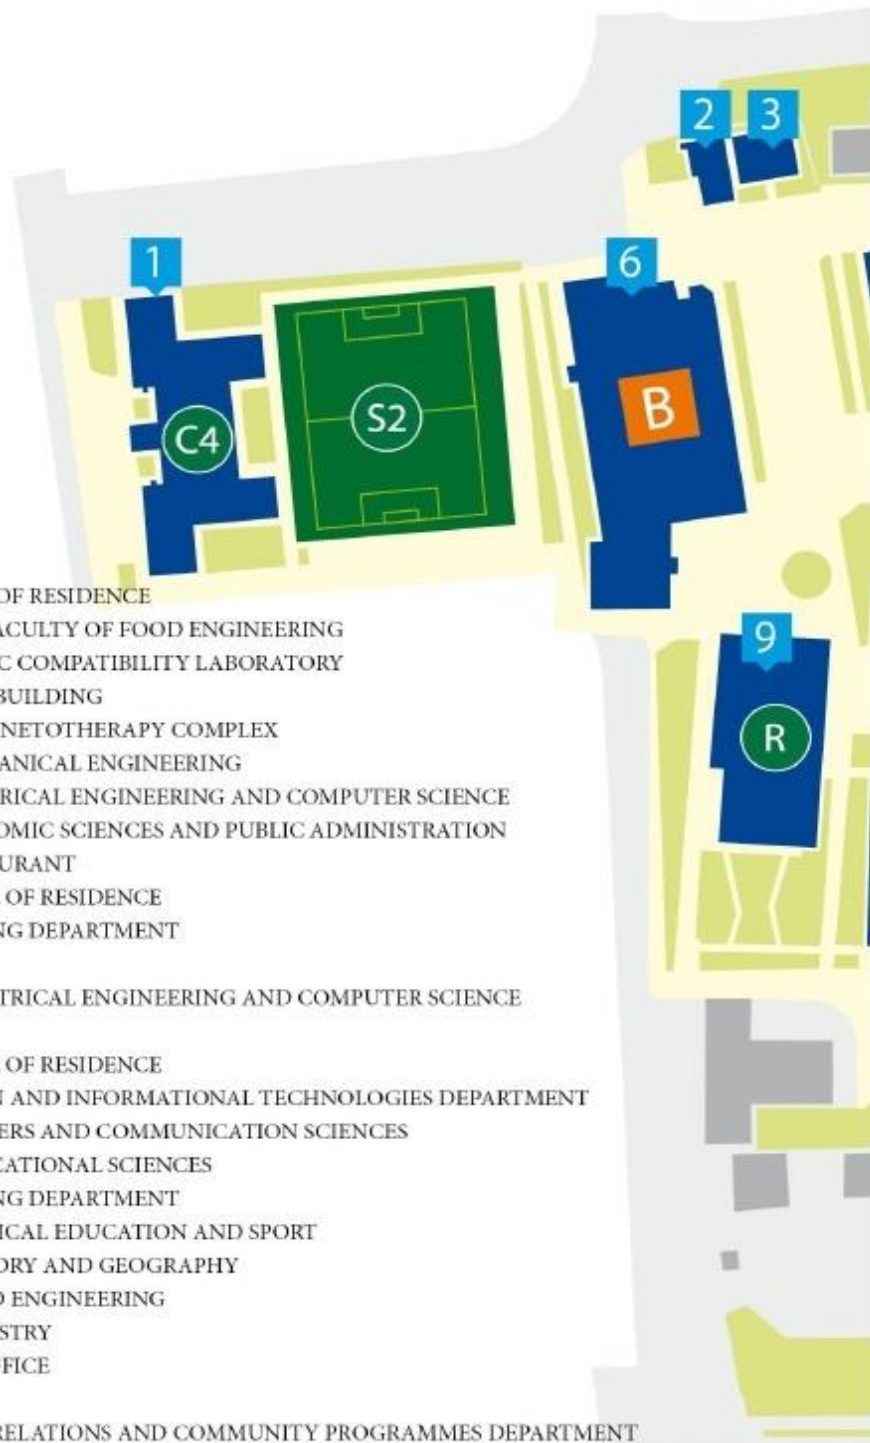 2 3
1
6
B
C4
S2
OF RESIDENCE
FACULTY OF FOOD ENGINEERING
C COMPATIBILITY LABORATORY
9
BUILDING
NETOTHERAPY COMPLEX
R
ANICAL ENGINEERING
RICAL ENGINEERING AND COMPUTER SCIENCE
OMIC SCIENCES AND PUBLIC ADMINISTRATION
URANT
OF RESIDENCE
NG DEPARTMENT
TRICAL ENGINEERING AND COMPUTER SCIENCE
OF RESIDENCE
N AND INFORMATIONAL TECHNOLOGIES DEPARTMENT
ERS AND COMMUNICATION SCIENCES
CATIONAL SCIENCES
NG DEPARTMENT
ICAL EDUCATION AND SPORT
ORY AND GEOGRAPHY
D ENGINEERING
STRY
FICE
RELATIONS AND COMMUNITY PROGRAMMES DEPARTMENT